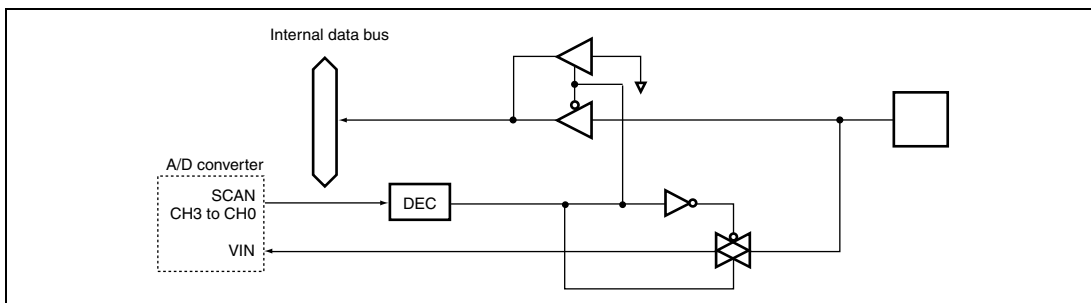 Internal data bus
A/D converter
SCAN
CH3 to CH0
DEC
VIN